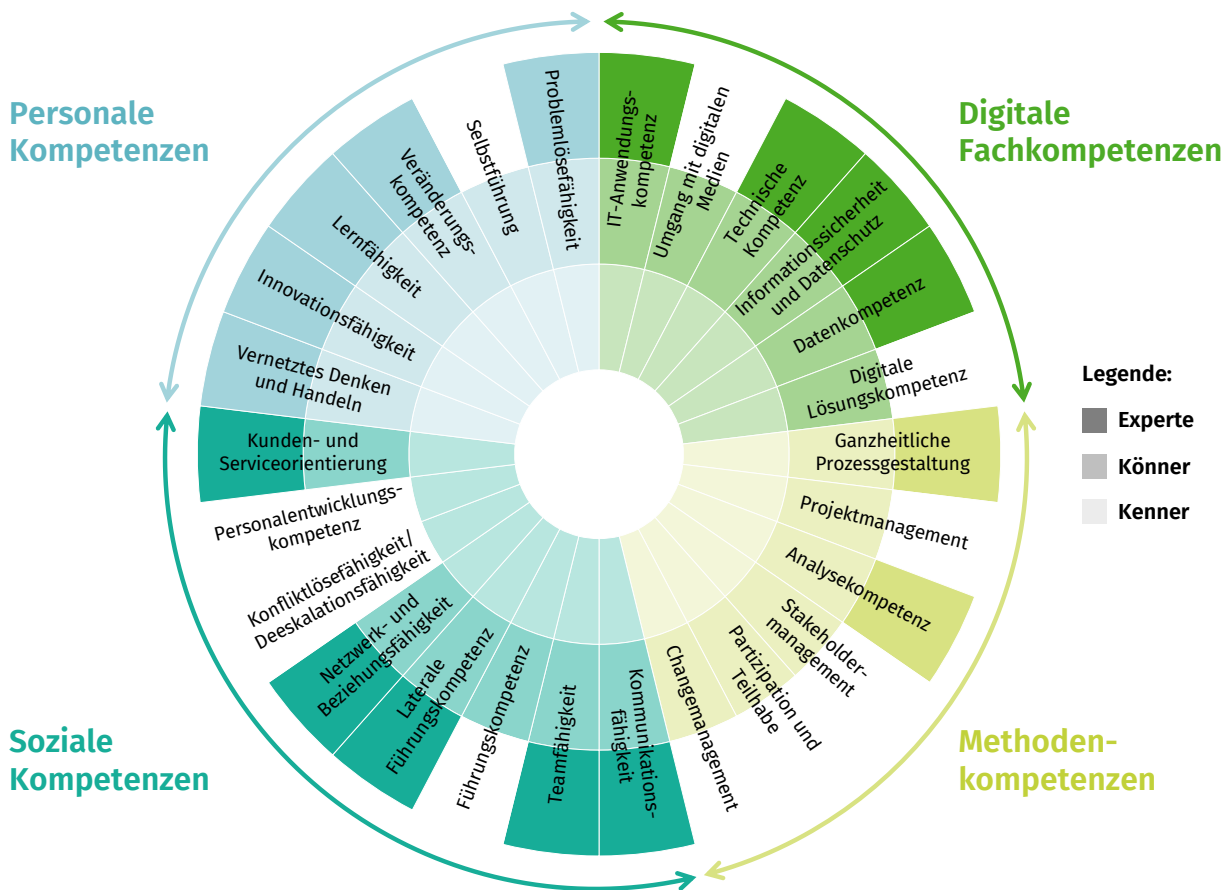 Personale
Kompetenzen
Digitale
Fachkompetenzen
Problemlösefähigkeit
IT-Anwendungs-
kompetenz
Umgang mit digitalen
Medien
Technische
Kompetenz
Informationssicherheit
und Datenschutz
Datenkompetenz
Digitale
Lösungskompetenz
Ganzheitliche
Prozessgestaltung
Projektmanagement
Analysekompetenz
Stakeholder-
management
Partizipation und
Teilhabe
Changemanagement
Kommunikations-
fähigkeit
Teamfähigkeit
Führungskompetenz
Laterale
Führungskompetenz
Netzwerk- und
Beziehungsfähigkeit
Konfliktlösefähigkeit/
Deeskalationsfähigkeit
Personalentwicklungs-
kompetenz
Kunden- und
Serviceorientierung
Vernetztes Denken
und Handeln
Innovationsfähigkeit
Lernfähigkeit
Veränderungs-
kompetenz
Selbstführung
Legende:
Experte
Könner
Kenner
Soziale
Kompetenzen
Methoden-
kompetenzen